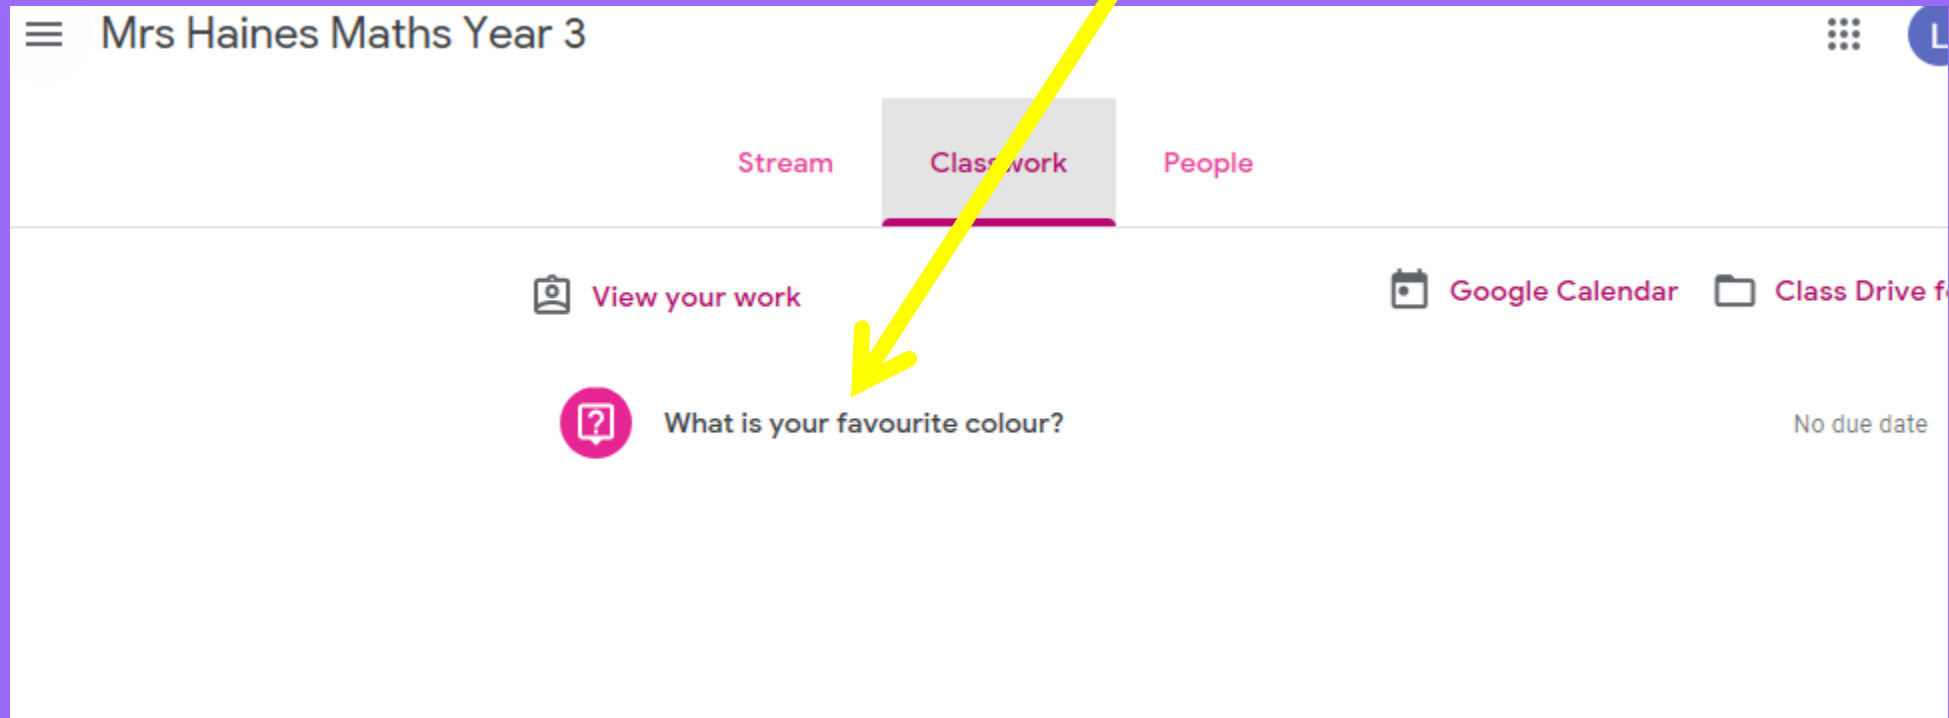 Mrs Haines Maths Year 3
L
Stream Classwork People
View your work Google Calendar Class Drive
What is your favourite colour? No due date